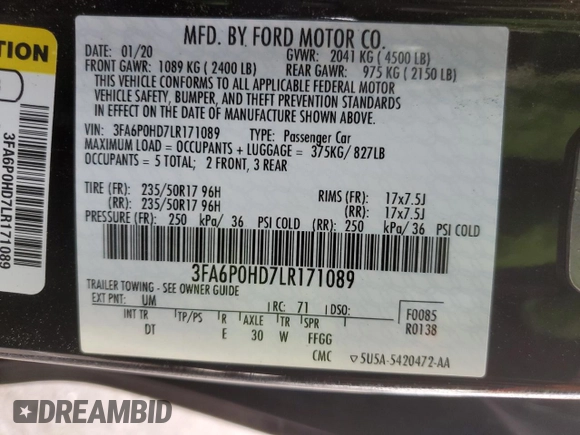 MFD. BY FORD MOTOR CO.
DATE: 01/20 GVWR: 2041 KG ( 4500 LB)
FRONT GAWR: 1089 KG ( 2400 LB) REAR GAWR: 975 KG ( 2150 LB)
THIS VEHICLE CONFORMS TO ALL APPLICABLE FEDERAL MOTOR
VEHICLE SAFETY, BUMPER, AND THEFT PREVENTION STANDARDS
IN EFFECT ON THE DATE OF MANUFACTURE SHOWN ABOVE.
VIN: 3FA6P0HD7LR171089 TYPE: Passenger Car
MAXIMUM LOAD = OCCUPANTS + LUGGAGE = 375KG/ 827LB
OCCUPANTS = 5 TOTAL; 2 FRONT, 3 REAR
TIRE (FR): 235/50R17 96H RIMS (FR): 17x7.5J
(RR): 235/50R17 96H (RR): 17x7.5J
PRESSURE (FR): 250 kPa/ 36 PSI COLD (RR): 250 kPa/ 36 PSI COLD
3FA6P0HD7LR171089
TRAILER TOWING - SEE OWNER GUIDE
EXT PNT: UM RC: 71 DSO: F0085
INT TR TP/PS R AXLE TR SPR R0138
DT E 30 W FFGG
CMC 5U5A-5420472-AA
TION
3FA6P0HD7LR171089
DREAMBID